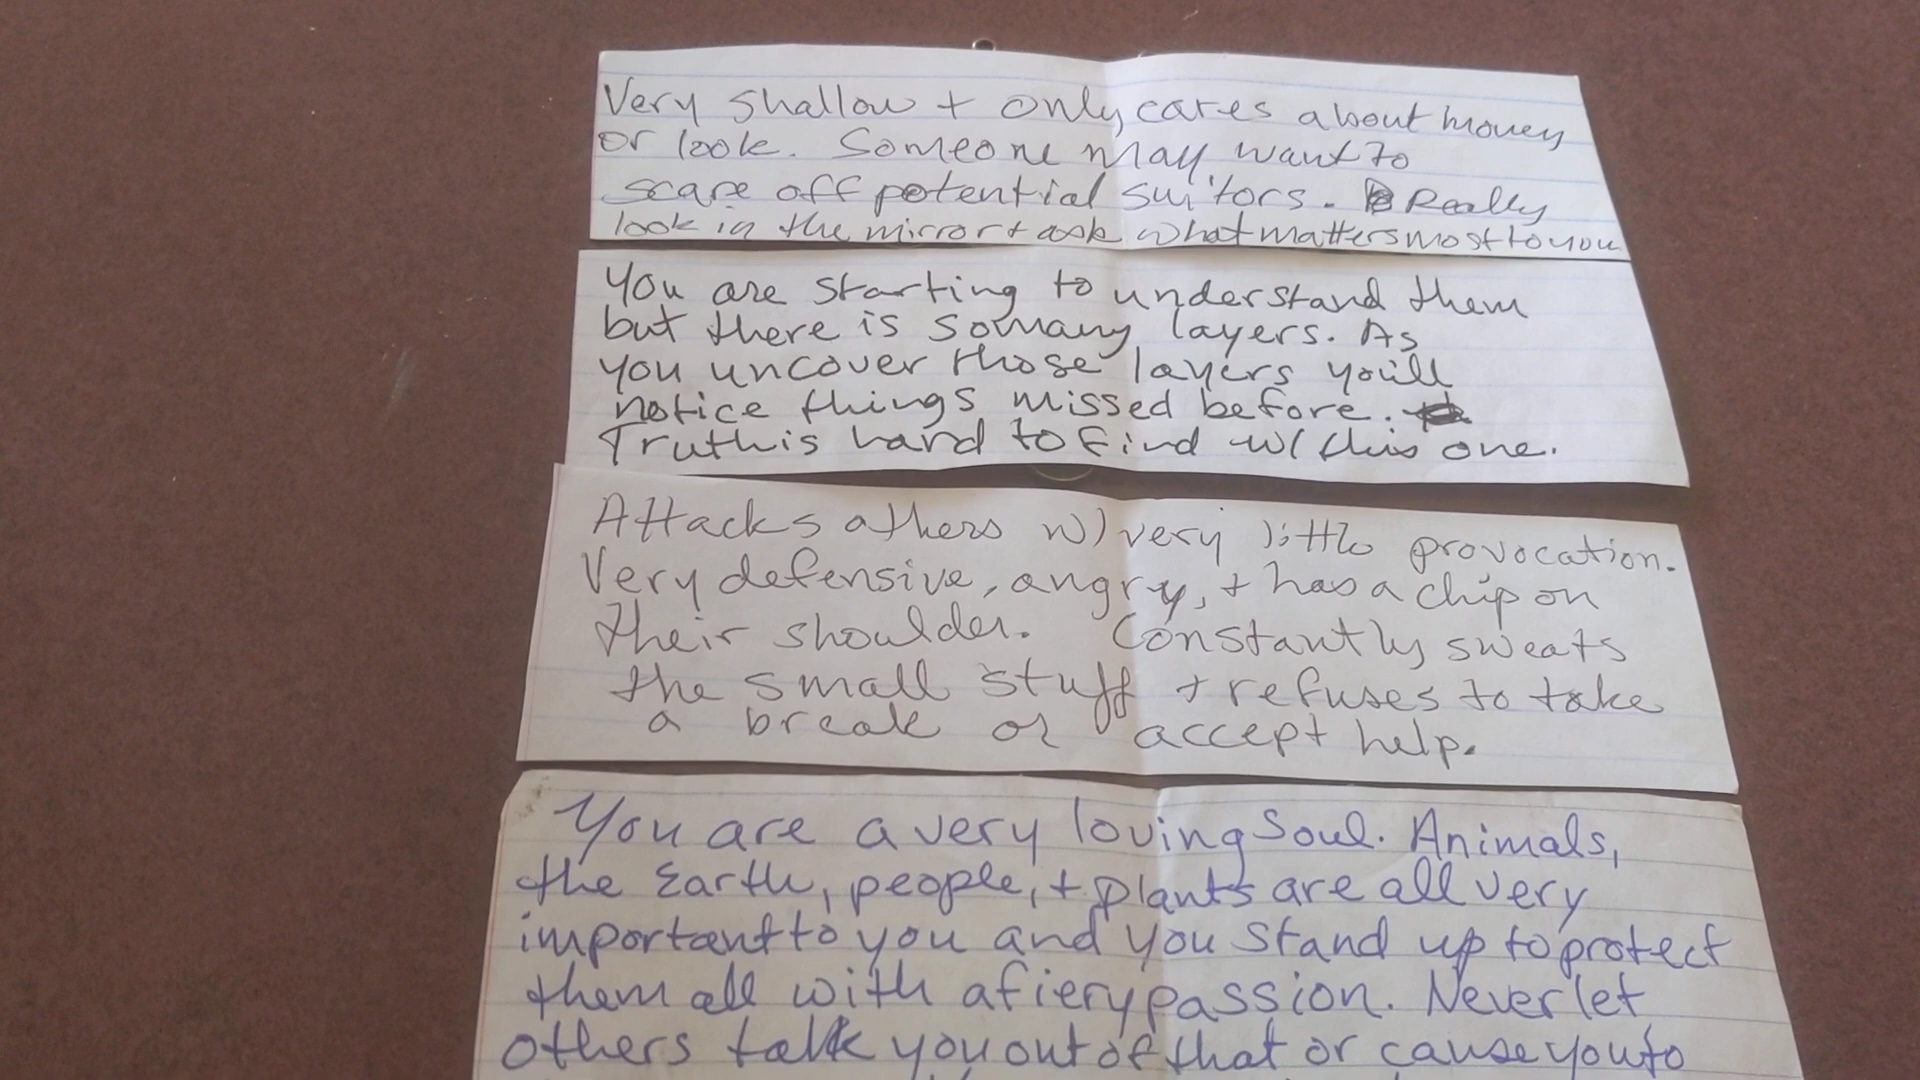 Very shallow + only cares about money
or look. Someone may want to
scare off potential suitors. Really
look in the mirror + ask what matters most to you
You are starting to understand them
but there is so many layers. As
you uncover those layers you'll
notice things missed before.
Truth is hard to find w/ this one.
Attacks others w/ very little provocation.
Very defensive, angry, + has a chip on
their shoulder. Constantly sweats
the small stuff + refuses to take
a break or accept help.
You are a very loving soul. Animals,
the Earth, people, + plants are all very
important to you and you stand up to protect
them all with a fiery passion. Never let
others talk you out of that or cause you to